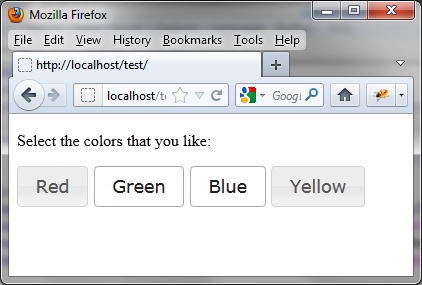 Mozilla Firefox
File Edit View History Bookmarks Tools Help
http://localhost/test/
localhost/te
Googl
Select the colors that you like:
Red Green Blue Yellow